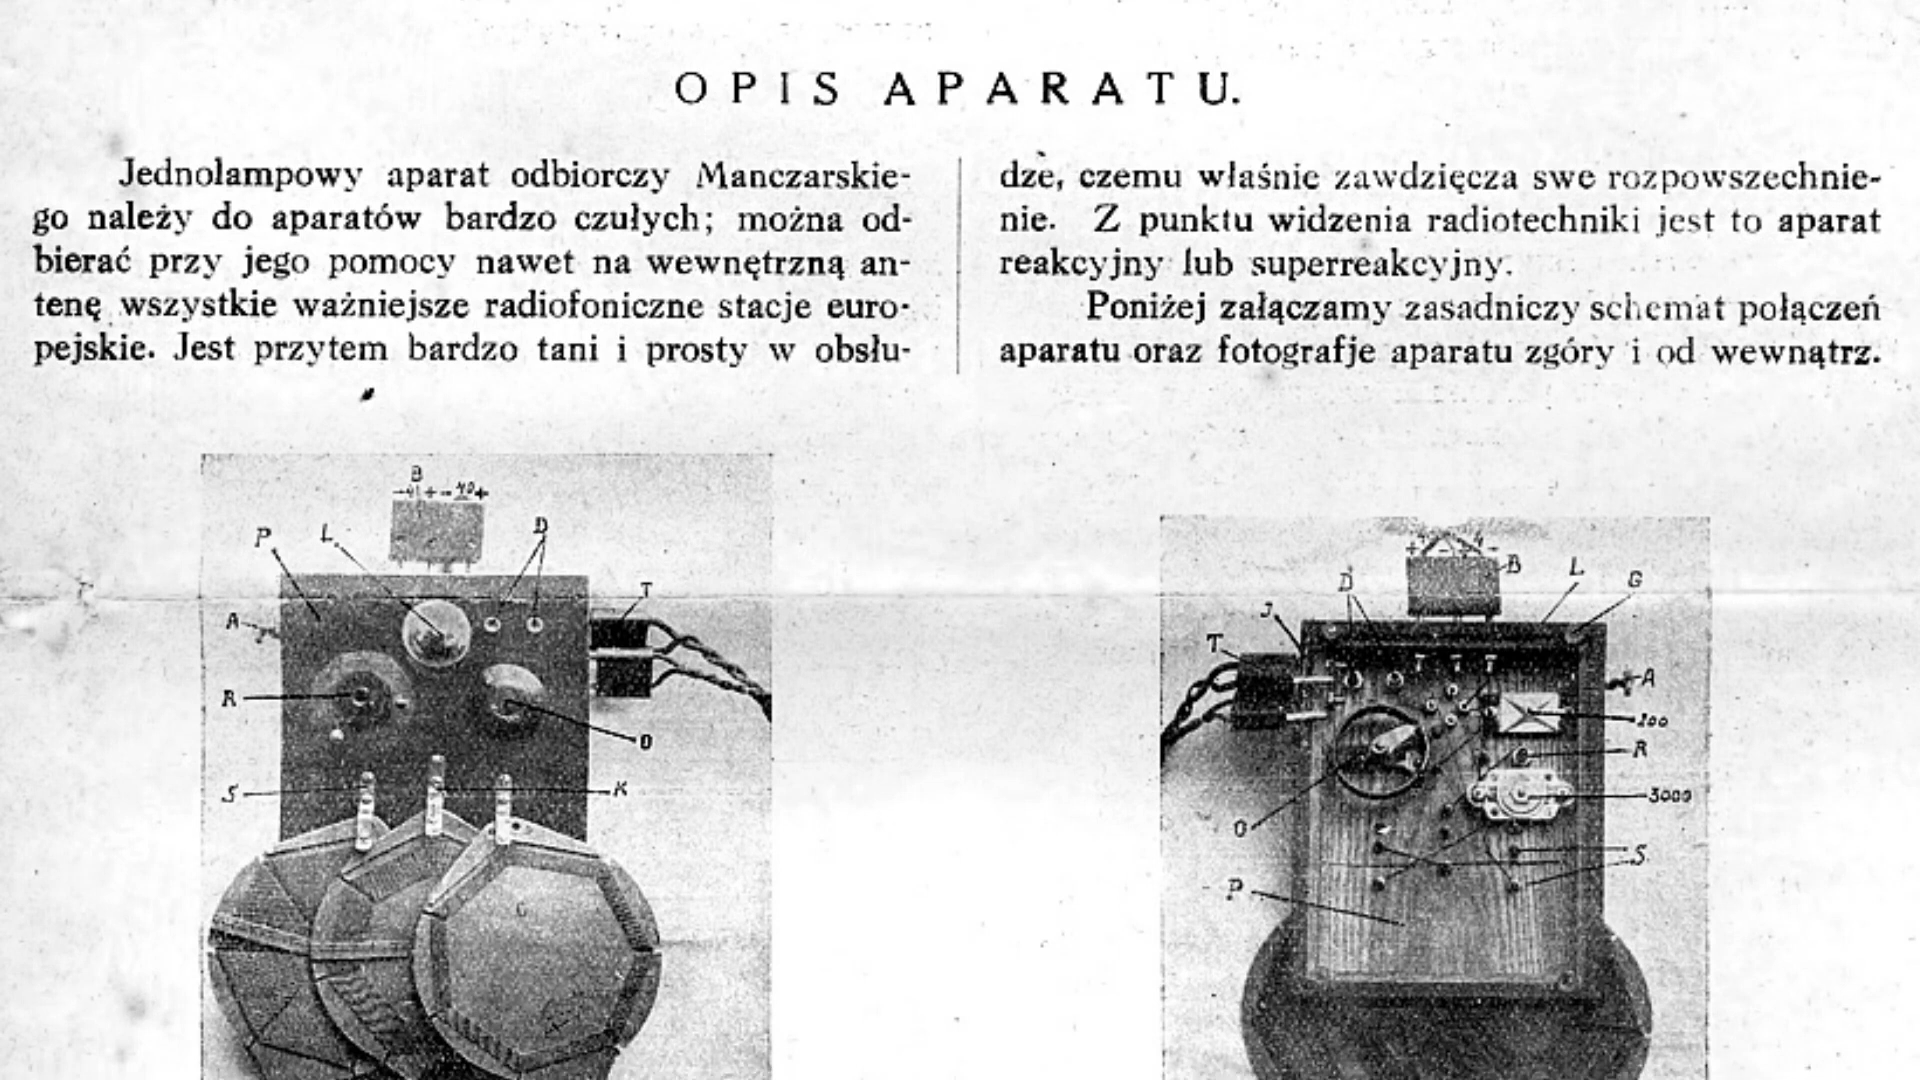 OPIS APARATU.
Jednolampowy aparat odbiorczy Manczarskie-
go należy do aparatów bardzo czułych; można od-
bierać przy jego pomocy nawet na wewnętrzną an-
tenę wszystkie ważniejsze radiofoniczne stacje euro-
pejskie. Jest przytem bardzo tani i prosty w obsłu-
dze, czemu właśnie zawdzięcza swe rozpowszechnie-
nie. Z punktu widzenia radiotechniki jest to aparat
reakcyjny lub superreakcyjny.
Poniżej załączamy zasadniczy schemat połączeń
aparatu oraz fotografje aparatu zgóry i od wewnątrz.
B
P
L
D
T
A
R
O
S
K
B
D
L
G
J
T
A
200
R
3000
O
S
P